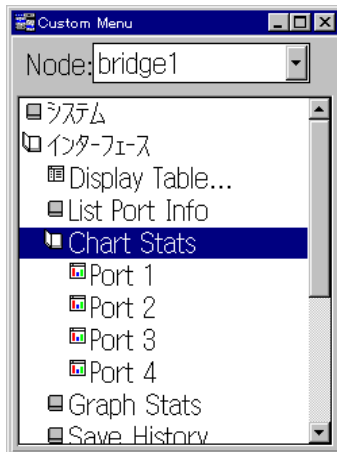 Custom Menu
Node: bridge1
システム
インターフェース
Display Table...
List Port Info
Chart Stats
Port 1
Port 2
Port 3
Port 4
Graph Stats
Save History